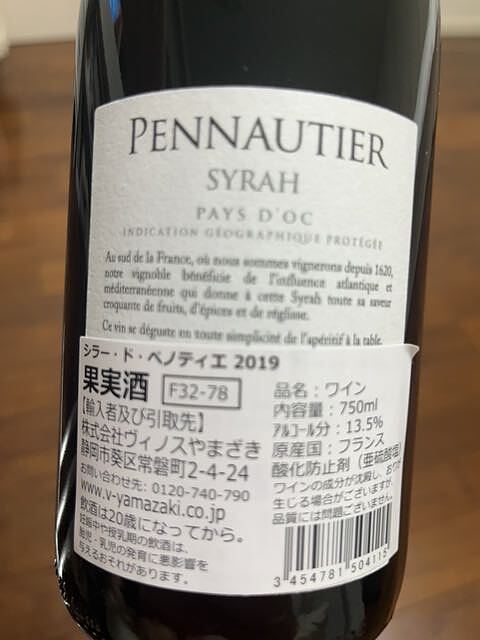 PENNAUTIER
SYRAH
PAYS D'OC
INDICATION GÉOGRAPHIQUE PROTÉGÉE
Au sud de la France, où nous sommes vignerons depuis 1620,
notre vignoble bénéficie de l'influence atlantique et
méditerranéenne qui donne à cette Syrah toute sa saveur
croquante de fruits, d'épices et de réglisse.
Ce vin se déguste en toute simplicité de l'apéritif à la table.
シラー・ド・ペノティエ 2019
果実酒 F32-78
【輸入者及び引取先】
株式会社ヴィノスやまざき
静岡市葵区常磐町2-4-24
お問い合わせ先: 0120-740-790
www.v-yamazaki.co.jp
飲酒は20歳になってから。
妊娠中や授乳期の飲酒は、
胎児・乳児の発育に悪影響を
与えるおそれがあります。
品名:ワイン
内容量:750ml
アルコール分:13.5%
原産国:フランス
酸化防止剤(亜硫酸塩)
ワインの成分が沈殿し、おりが
生じる場合がございますが、
品質には問題ございません。
3 454781 504115